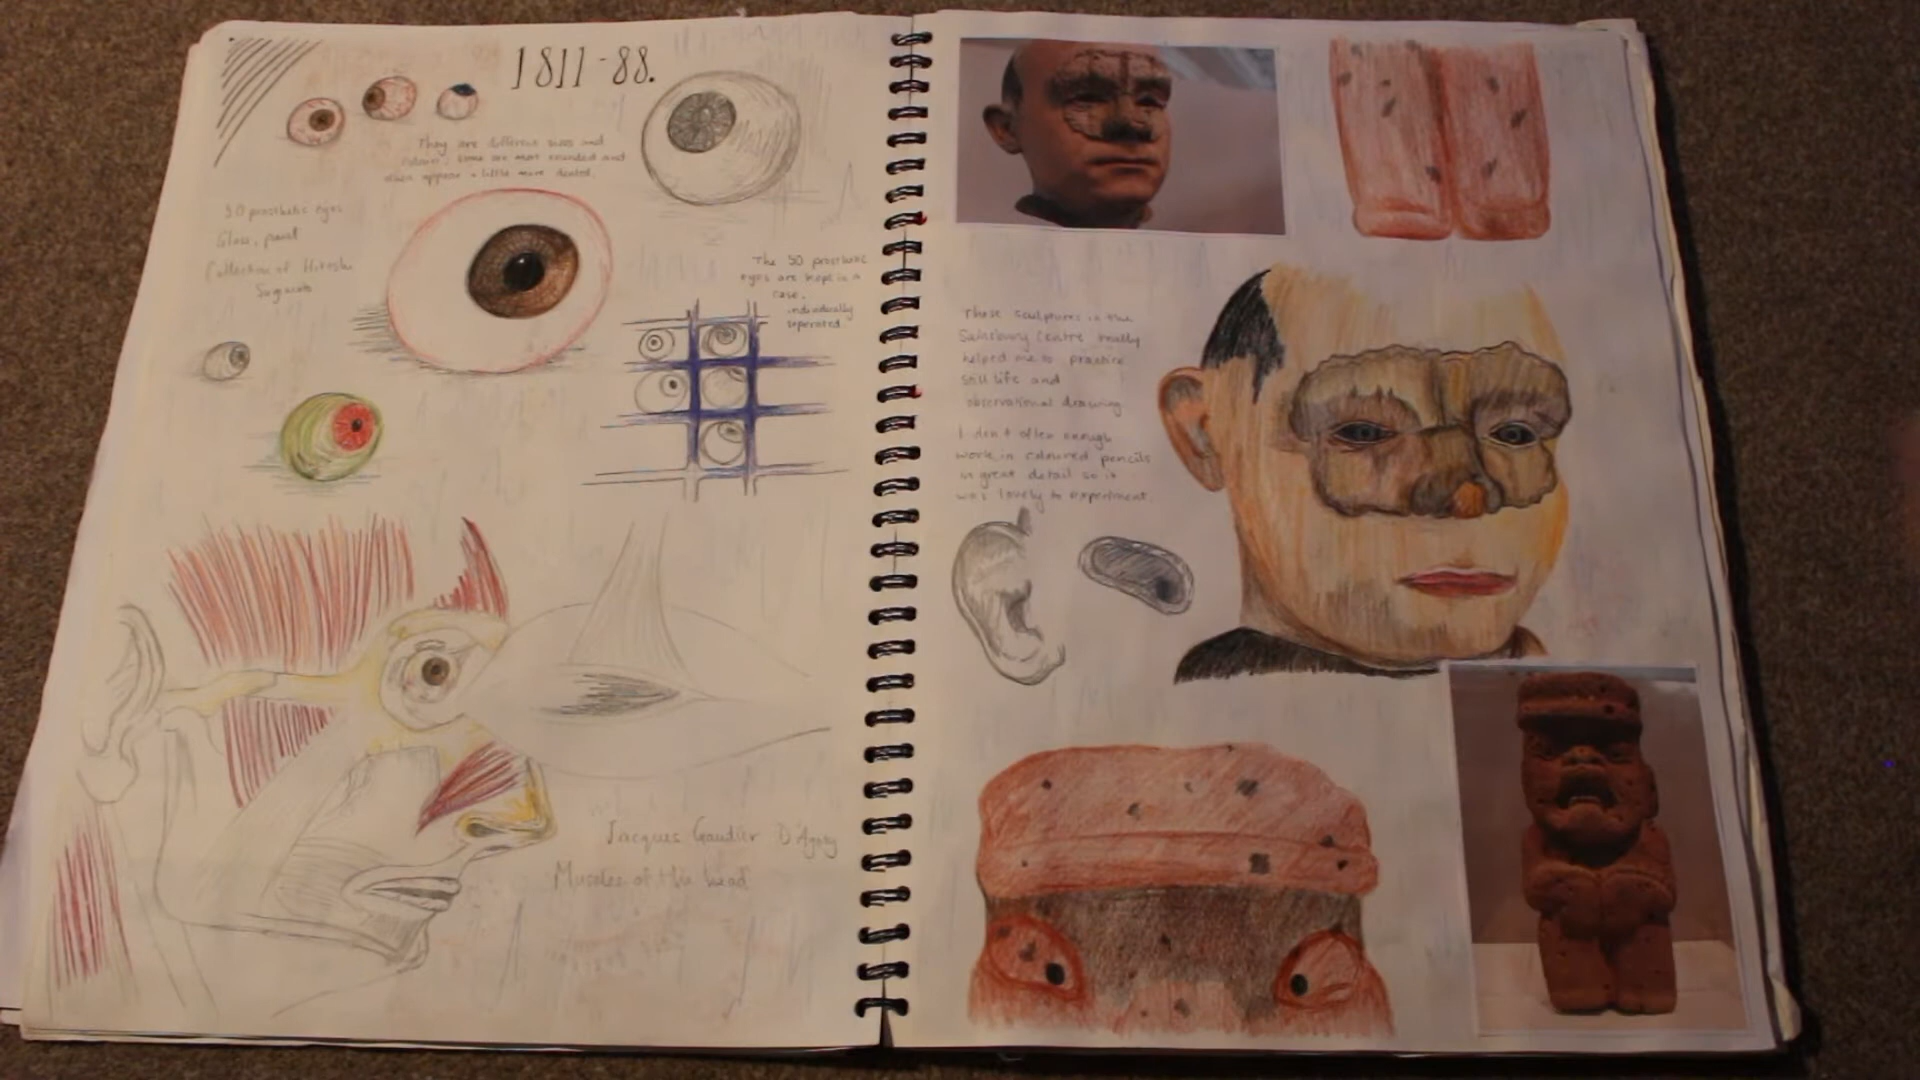 1811-88.
They are different sizes and
colours. Some are most rounded and
others appear a little more dented.
50 prosthetic eyes
Glass, paint
Collection of Hiroshi
Sugimoto
The 50 prosthetic
eyes are kept in a
case,
individually
seperated
Jacques Gaudier D'Agoty
Muscles of the head
These sculptures in the
Sainsbury Centre really
helped me to practice
still life and
observational drawing
I don't often enough
work in coloured pencils
in great detail so it
was lovely to experiment.